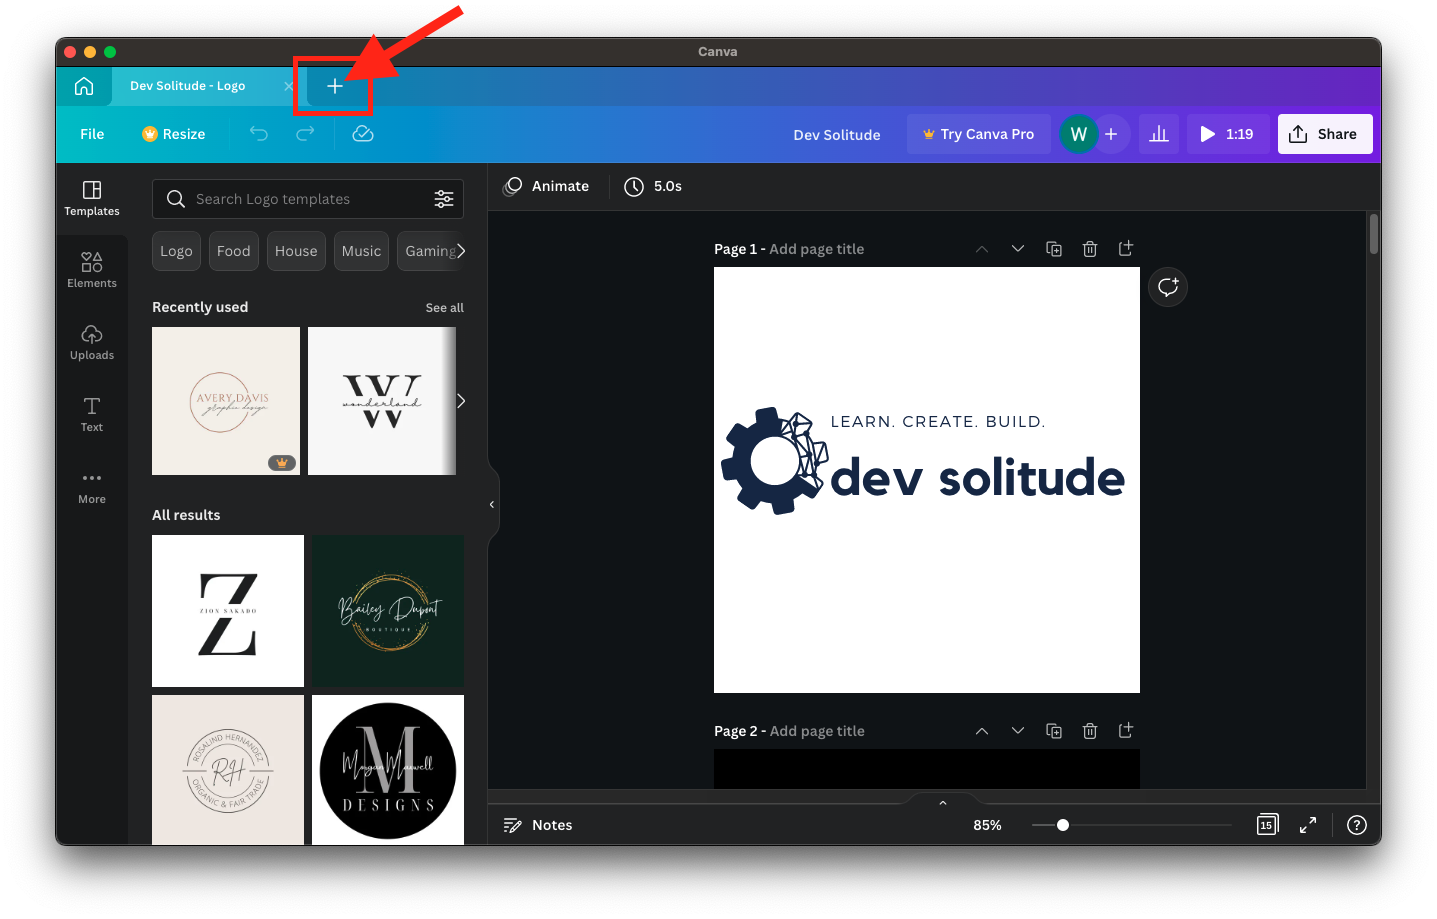 Canva
Dev Solitude - Logo
File
Resize
Dev Solitude
Try Canva Pro
W
1:19
Share
Templates
Elements
Uploads
Text
More
Search Logo templates
Logo
Food
House
Music
Gaming
Recently used
See all
AVERY DAVIS
graphic design
W
wonderland
All results
Z
ZION NAKADO
Bailey Dupont
BOUTIQUE
ROSALIND HERNANDEZ
RH
ORGANIC & FAIR TRADE
M
Morgan Maxwell
DESIGNS
Animate
5.0s
Page 1 - Add page title
LEARN. CREATE. BUILD.
dev solitude
Page 2 - Add page title
Notes
85%
15
?